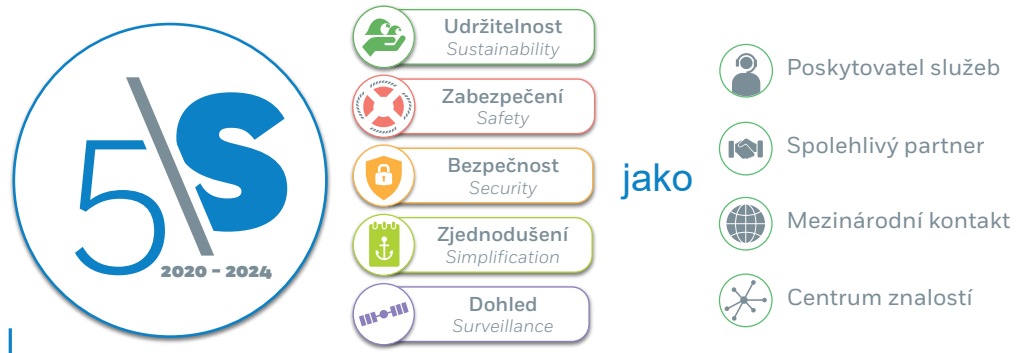 5\S
2020 - 2024
Udržitelnost
Sustainability
Zabezpečení
Safety
Bezpečnost
Security
Zjednodušení
Simplification
Dohled
Surveillance
jako
Poskytovatel služeb
Spolehlivý partner
Mezinárodní kontakt
Centrum znalostí